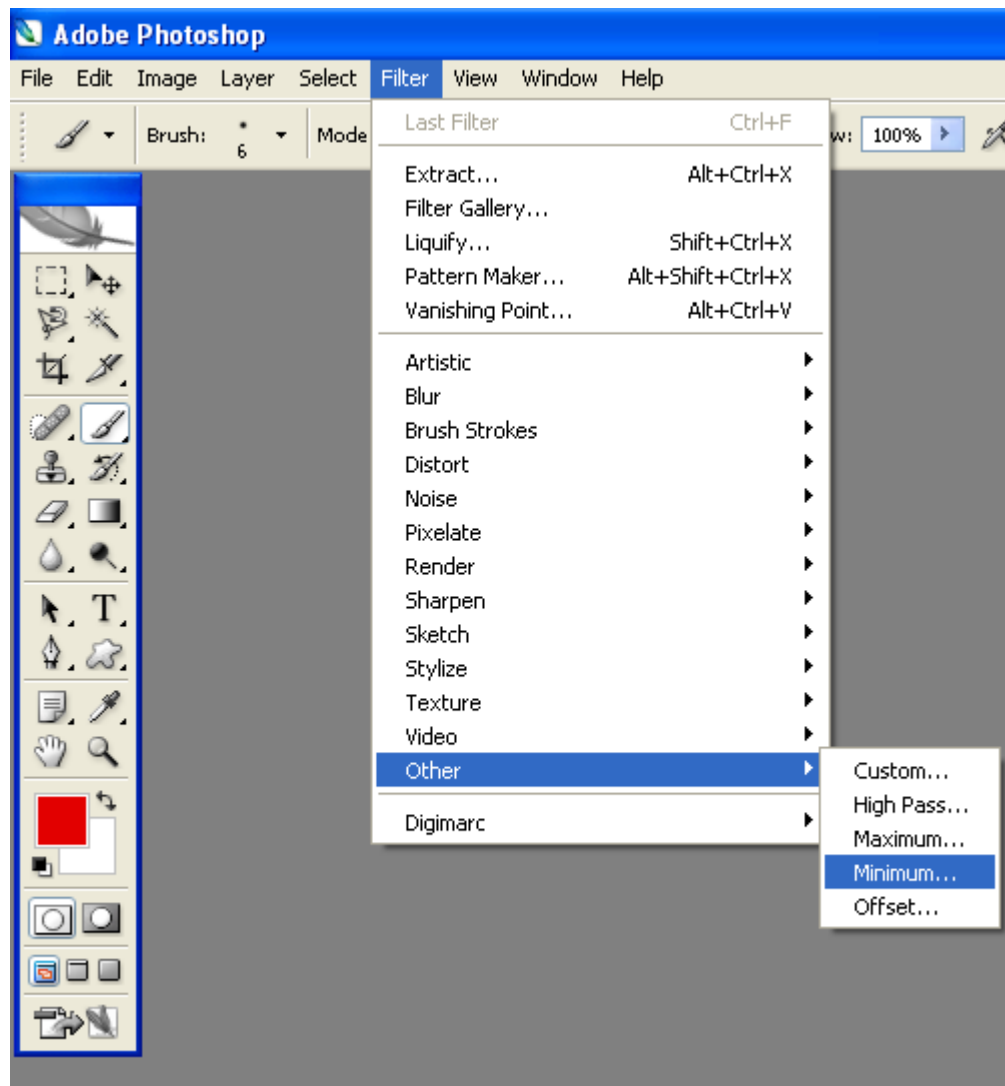 Adobe Photoshop
File Edit Image Layer Select Filter View Window Help
Brush: 6 Mode w: 100%
Last Filter Ctrl+F
Extract... Alt+Ctrl+X
Filter Gallery...
Liquify... Shift+Ctrl+X
Pattern Maker... Alt+Shift+Ctrl+X
Vanishing Point... Alt+Ctrl+V
Artistic
Blur
Brush Strokes
Distort
Noise
Pixelate
Render
Sharpen
Sketch
Stylize
Texture
Video
Other
Digimarc
Custom...
High Pass...
Maximum...
Minimum...
Offset...
T